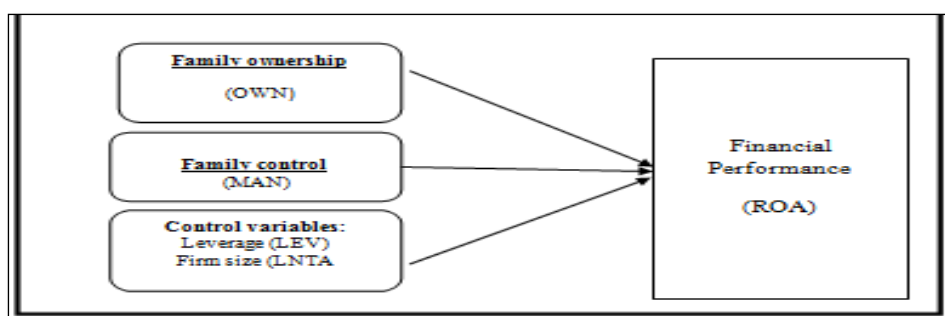 Family ownership
(OWN)
Family control
(MAN)
Control variables:
Leverage (LEV)
Firm size (LNTA
Financial
Performance
(ROA)